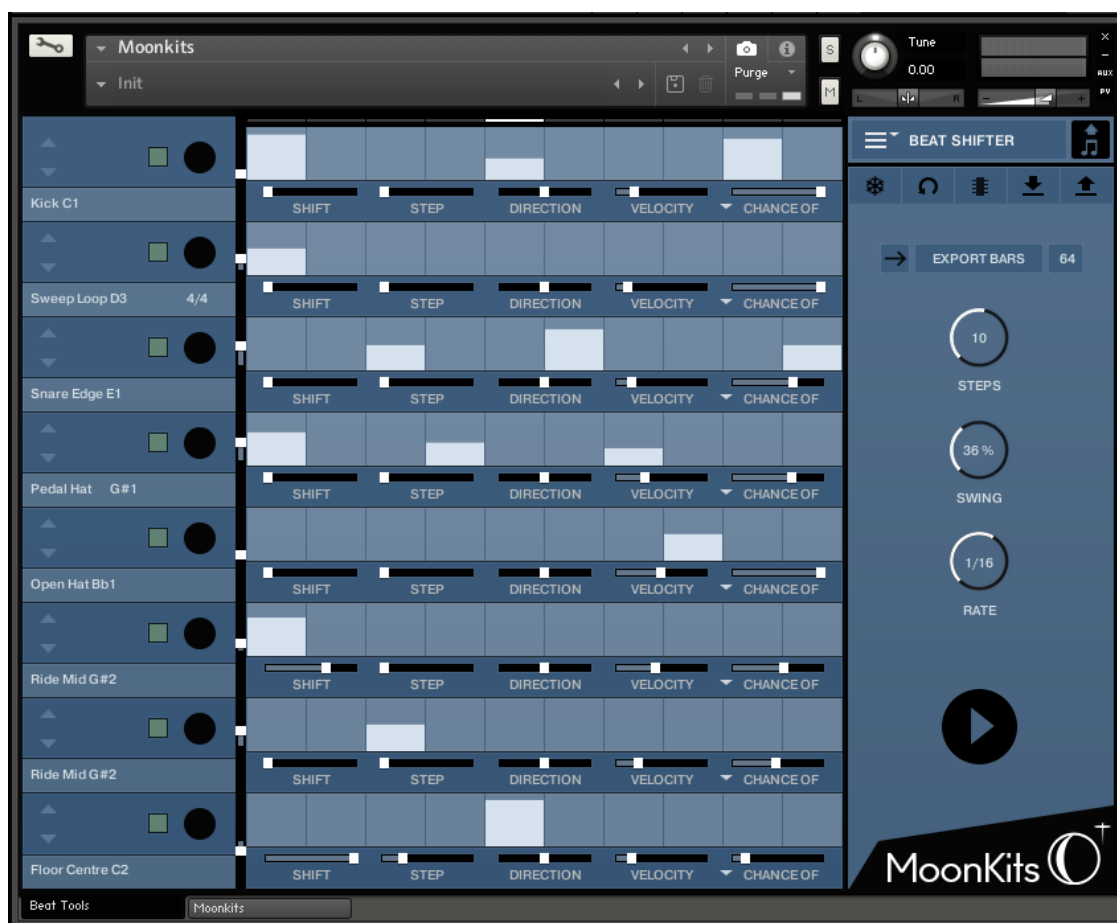 Moonkits
Init
Purge
S
M
Tune
0.00
L R
- +
×
-
AUX
PV
BEAT SHIFTER
Kick C1
SHIFT STEP DIRECTION VELOCITY CHANCE OF
Sweep Loop D3 4/4
SHIFT STEP DIRECTION VELOCITY CHANCE OF
Snare Edge E1
SHIFT STEP DIRECTION VELOCITY CHANCE OF
Pedal Hat G#1
SHIFT STEP DIRECTION VELOCITY CHANCE OF
Open Hat Bb1
SHIFT STEP DIRECTION VELOCITY CHANCE OF
Ride Mid G#2
SHIFT STEP DIRECTION VELOCITY CHANCE OF
Ride Mid G#2
SHIFT STEP DIRECTION VELOCITY CHANCE OF
Floor Centre C2
SHIFT STEP DIRECTION VELOCITY CHANCE OF
EXPORT BARS 64
10
STEPS
36 %
SWING
1/16
RATE
MoonKits
Beat Tools
Moonkits